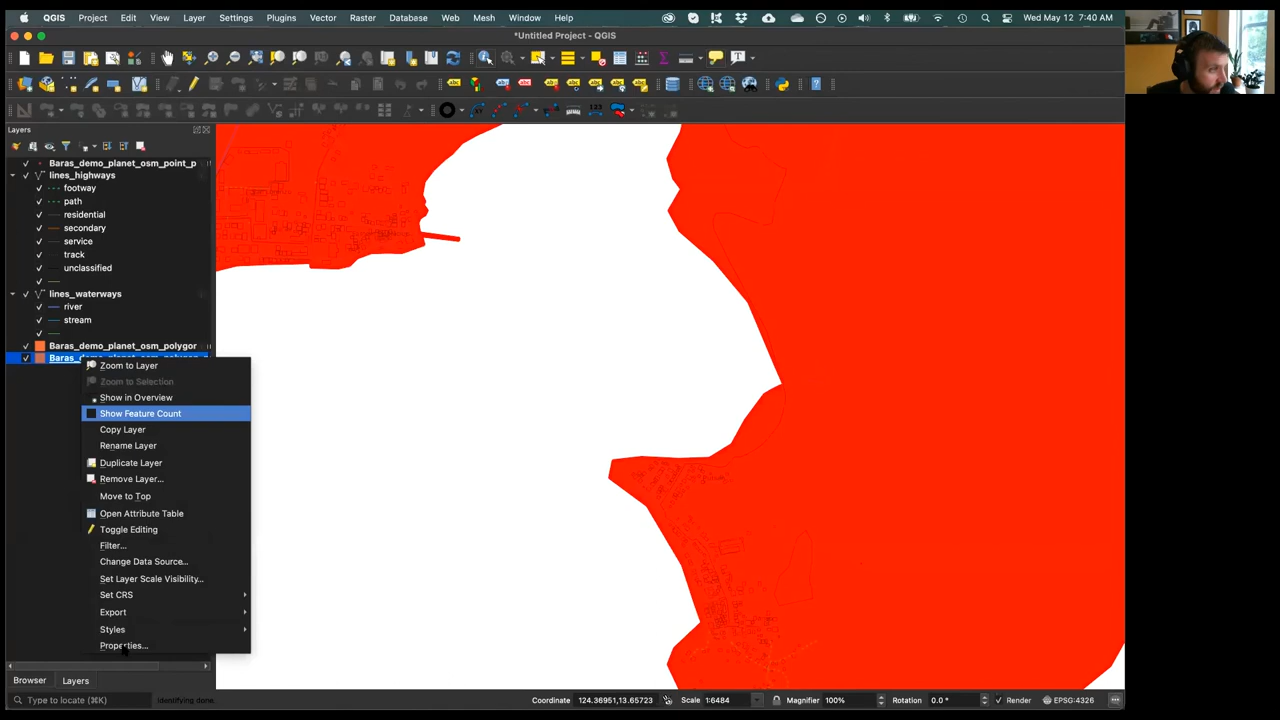 QGIS Project Edit View Layer Settings Plugins Vector Raster Database Web Mesh Window Help Wed May 12 7:40 AM
*Untitled Project - QGIS
Layers
Baras_demo_planet_osm_point_p
lines_highways
footway
path
residential
secondary
service
track
unclassified
lines_waterways
river
stream
Baras_demo_planet_osm_polygon
Baras_demo_planet_osm_polygon
Zoom to Layer
Zoom to Selection
Show in Overview
Show Feature Count
Copy Layer
Rename Layer
Duplicate Layer
Remove Layer...
Move to Top
Open Attribute Table
Toggle Editing
Filter...
Change Data Source...
Set Layer Scale Visibility...
Set CRS
Export
Styles
Properties...
Browser Layers
Type to locate (⌘K) Identifying done. Coordinate 124.36951,13.65723 Scale 1:6484 Magnifier 100% Rotation 0.0 ° Render EPSG:4326